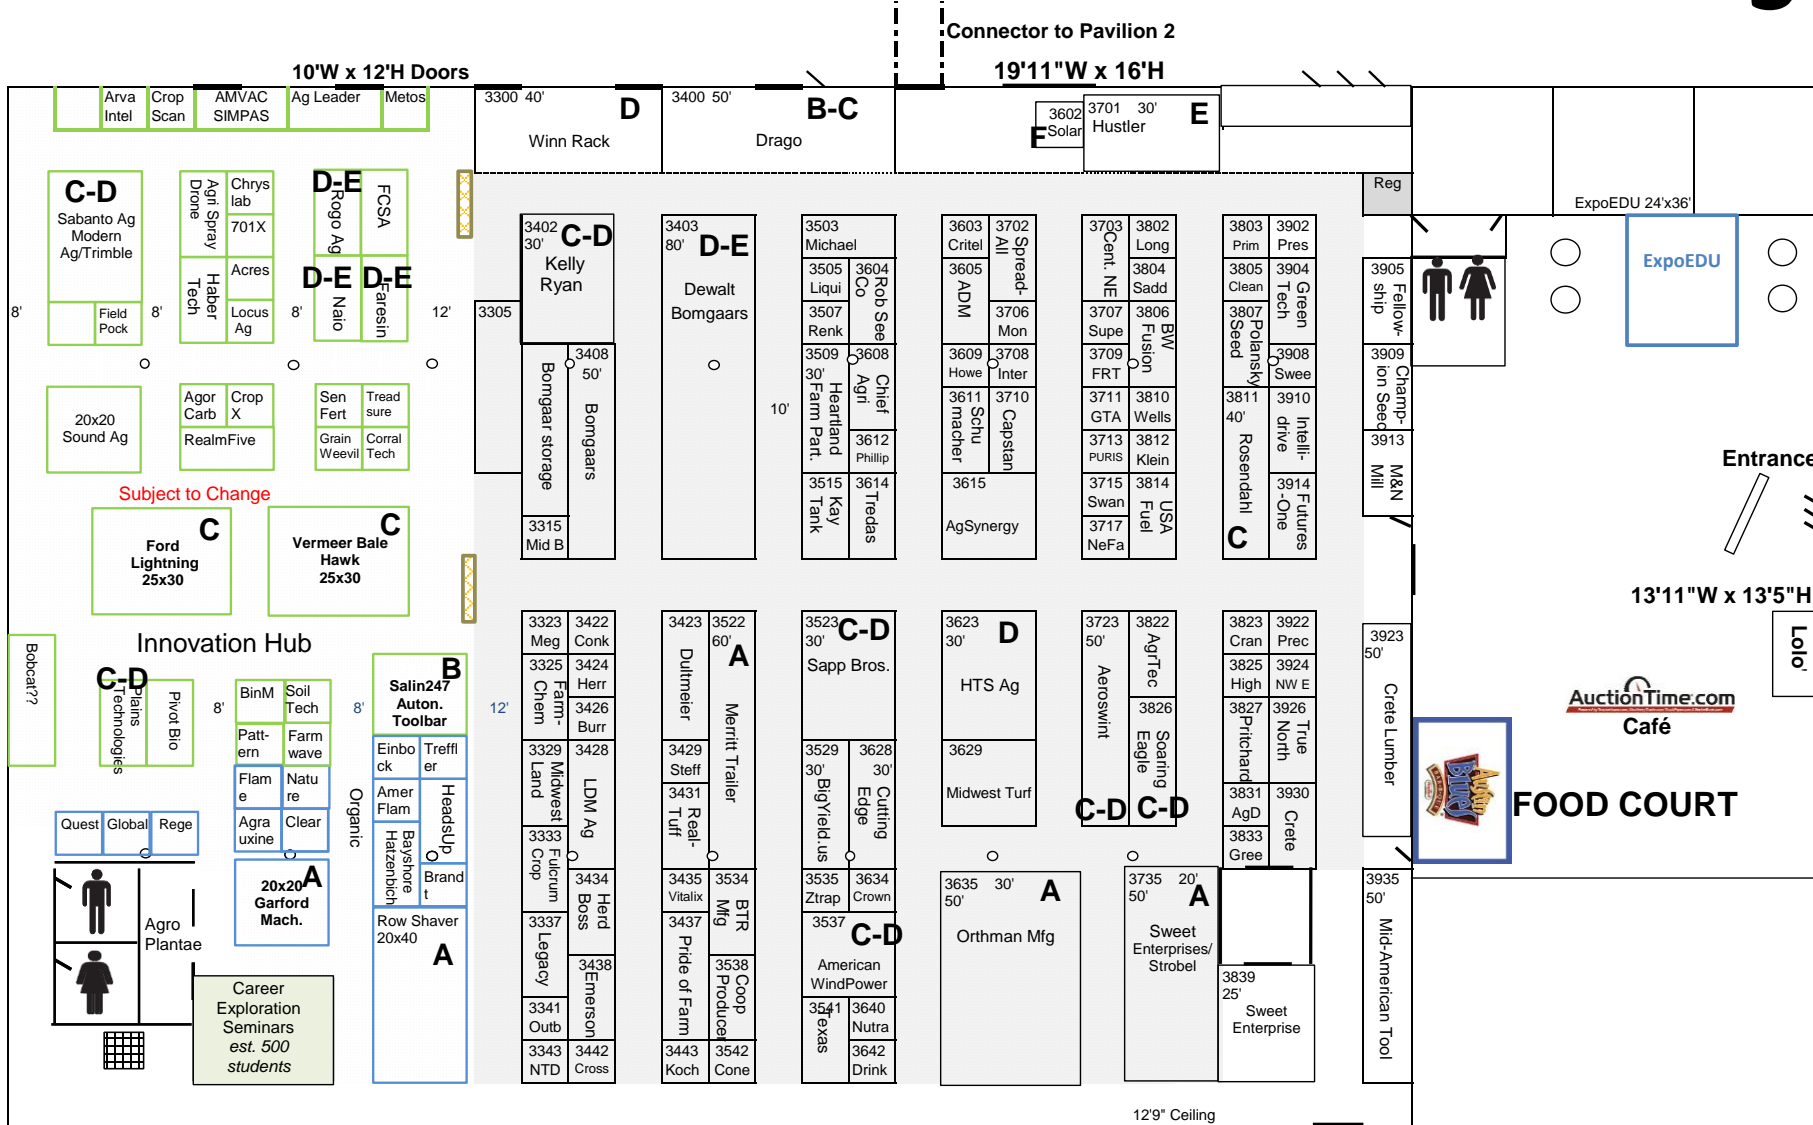 Connector to Pavilion 2
10'W x 12'H Doors
19'11"W x 16'H
Arva
Intel
Crop
Scan
AMVAC
SIMPAS
Ag Leader
Metos
3300 40'
D
Winn Rack
3400 50'
B-C
Drago
3602
Solar
F
3701 30'
Hustler
E
Reg
ExpoEDU 24'x36'
ExpoEDU
C-D
Sabanto Ag
Modern
Ag/Trimble
Field
Pock
Agri Spray
Drone
Chrys
lab
701X
Haber
Tech
Acres
Locus
Ag
D-E
Rogo Ag
FCSA
D-E
Naio
D-E
Faresin
8'
8'
8'
12'
20x20
Sound Ag
Agor
Carb
Crop
X
RealmFive
Sen
Fert
Tread
sure
Grain
Weevil
Corral
Tech
Subject to Change
C
Ford
Lightning
25x30
C
Vermeer Bale
Hawk
25x30
Innovation Hub
Bobcat??
C-D
Plains
Technologies
Pivot Bio
8'
BinM
Soil
Tech
Patt-
ern
Farm
wave
Flam
e
Natu
re
Agra
uxine
Clear
8'
Organic
B
Salin247
Auton.
Toolbar
Einbo
ck
Treffl
er
Amer
Flam
HeadsUp
Bayshore
Hatzenbich
Brand
t
12'
Quest
Global
Rege
20x20
Garford
Mach.
A
Row Shaver
20x40
A
Agro
Plantae
Career
Exploration
Seminars
est. 500
students
3402
30'
C-D
Kelly
Ryan
3305
Bomgaar storage
3408
50'
Bomgaars
3315
Mid B
3403
80'
D-E
Dewalt
Bomgaars
10'
3503
Michael
3505
Liqui
3604
Rob See
Co
3507
Renk
3509
30'
Heartland
Farm Part.
3608
Chief
Agri
3612
Phillip
3515
Kay
Tank
3614
Tredas
3603
Critel
3702
Spread-
All
3605
ADM
3706
Mon
3609
Howe
3708
Inter
3611
Schu
macher
3710
Capstan
3615
AgSynergy
3703
Cent. NE
3802
Long
3804
Sadd
3707
Supe
3806
BW
Fusion
3709
FRT
3711
GTA
3810
Wells
3713
PURIS
3812
Klein
3715
Swan
3814
USA
Fuel
3717
NeFa
3803
Prim
3902
Pres
3805
Clean
3904
Green
Tech
3807
Polansky
Seed
3908
Swee
3811
40'
Rosendahl
C
3910
Intelli-
drive
3914
Futures
-One
3905
Fellow-
ship
3909
Champ-
ion Seed
3913
M&N
Mill
Entrance
13'11"W x 13'5"H
Lolo'
AuctionTime.com
Café
Austin
Blues
FOOD COURT
3323
Meg
3422
Conk
3325
Farm-
Chem
3424
Herr
3426
Burr
3329
Midwest
Land
3428
LDM Ag
3333
Fulcrum
Crop
3434
Herd
Boss
3337
Legacy
3438
Emerson
3341
Outb
3343
NTD
3442
Cross
3423
Dultmeier
3522
60'
A
Merritt Trailer
3429
Steff
3431
Real-
Tuff
3435
Vitalix
3534
BTR
Mfg
3437
Pride of Farm
3538
Coop
Producer
3443
Koch
3542
Cone
3523
30'
C-D
Sapp Bros.
3529
30'
BigYield.us
3628
30'
Cutting
Edge
3535
Ztrap
3634
Crown
3537
C-D
American
WindPower
3541
Texas
3640
Nutra
3642
Drink
3623
30'
D
HTS Ag
3629
Midwest Turf
3635 30'
50'
A
Orthman Mfg
3723
50'
Aeroswint
C-D
3822
AgrTec
3826
Soaring
Eagle
C-D
3735 20'
50'
A
Sweet
Enterprises/
Strobel
3823
Cran
3922
Prec
3825
High
3924
NW E
3827
Pritchard
3926
True
North
3831
AgD
3930
Crete
3833
Gree
3839
25'
Sweet
Enterprise
3923
50'
Crete Lumber
3935
50'
Mid-American Tool
12'9" Ceiling